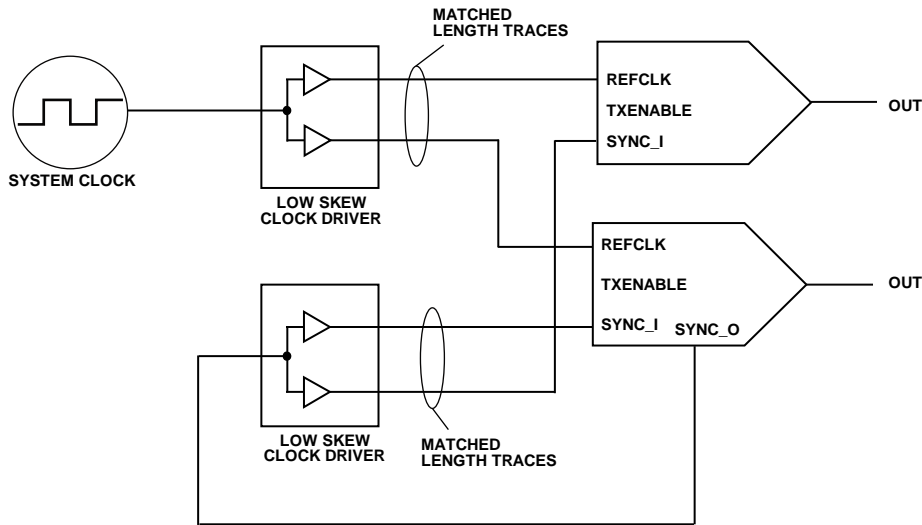 MATCHED
LENGTH TRACES
SYSTEM CLOCK
LOW SKEW
CLOCK DRIVER
REFCLK
TXENABLE
SYNC_I
OUT
REFCLK
TXENABLE
SYNC_I
SYNC_O
OUT
LOW SKEW
CLOCK DRIVER
MATCHED
LENGTH TRACES